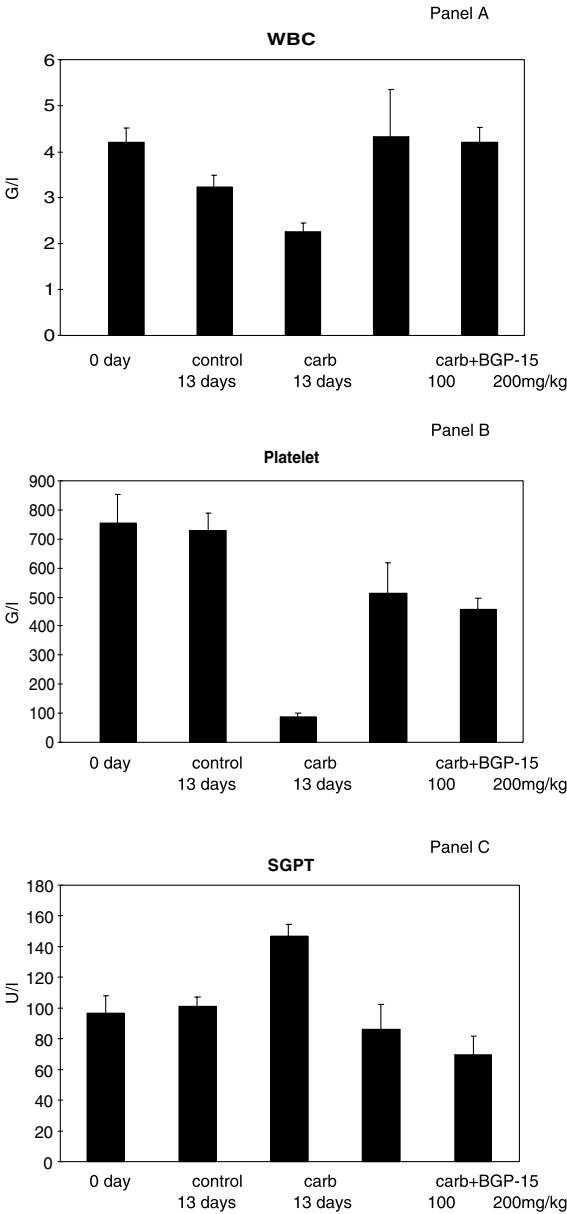 Panel A
WBC
6
5
4
3
2
1
0
G/l
0 day control carb carb+BGP-15
13 days 13 days 100 200mg/kg
Panel B
Platelet
900
800
700
600
500
400
300
200
100
0
G/l
0 day control carb carb+BGP-15
13 days 13 days 100 200mg/kg
Panel C
SGPT
180
160
140
120
100
80
60
40
20
0
U/l
0 day control carb carb+BGP-15
13 days 13 days 100 200mg/kg